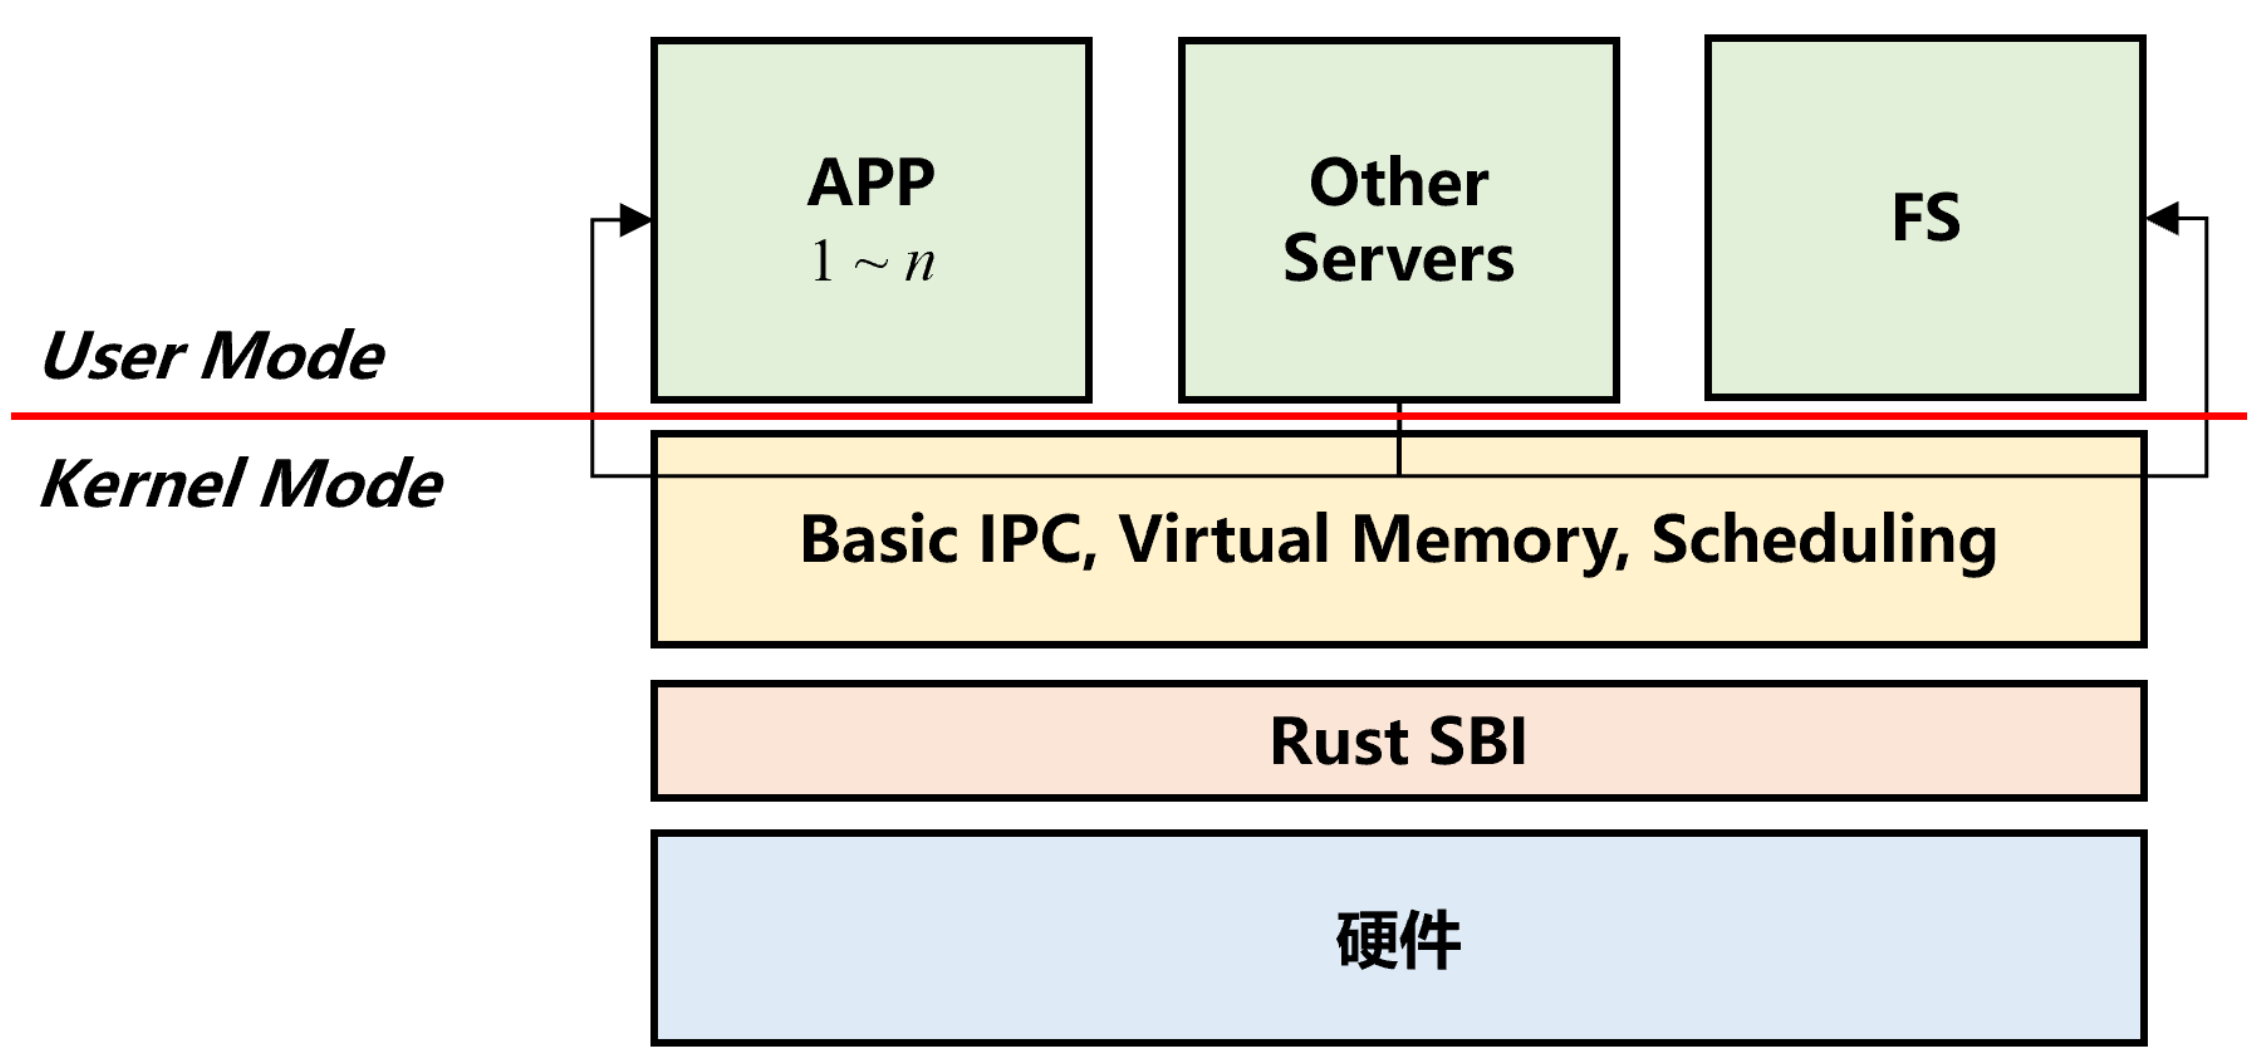 APP
1 ~ n
Other
Servers
FS
User Mode
Kernel Mode
Basic IPC, Virtual Memory, Scheduling
Rust SBI
硬件